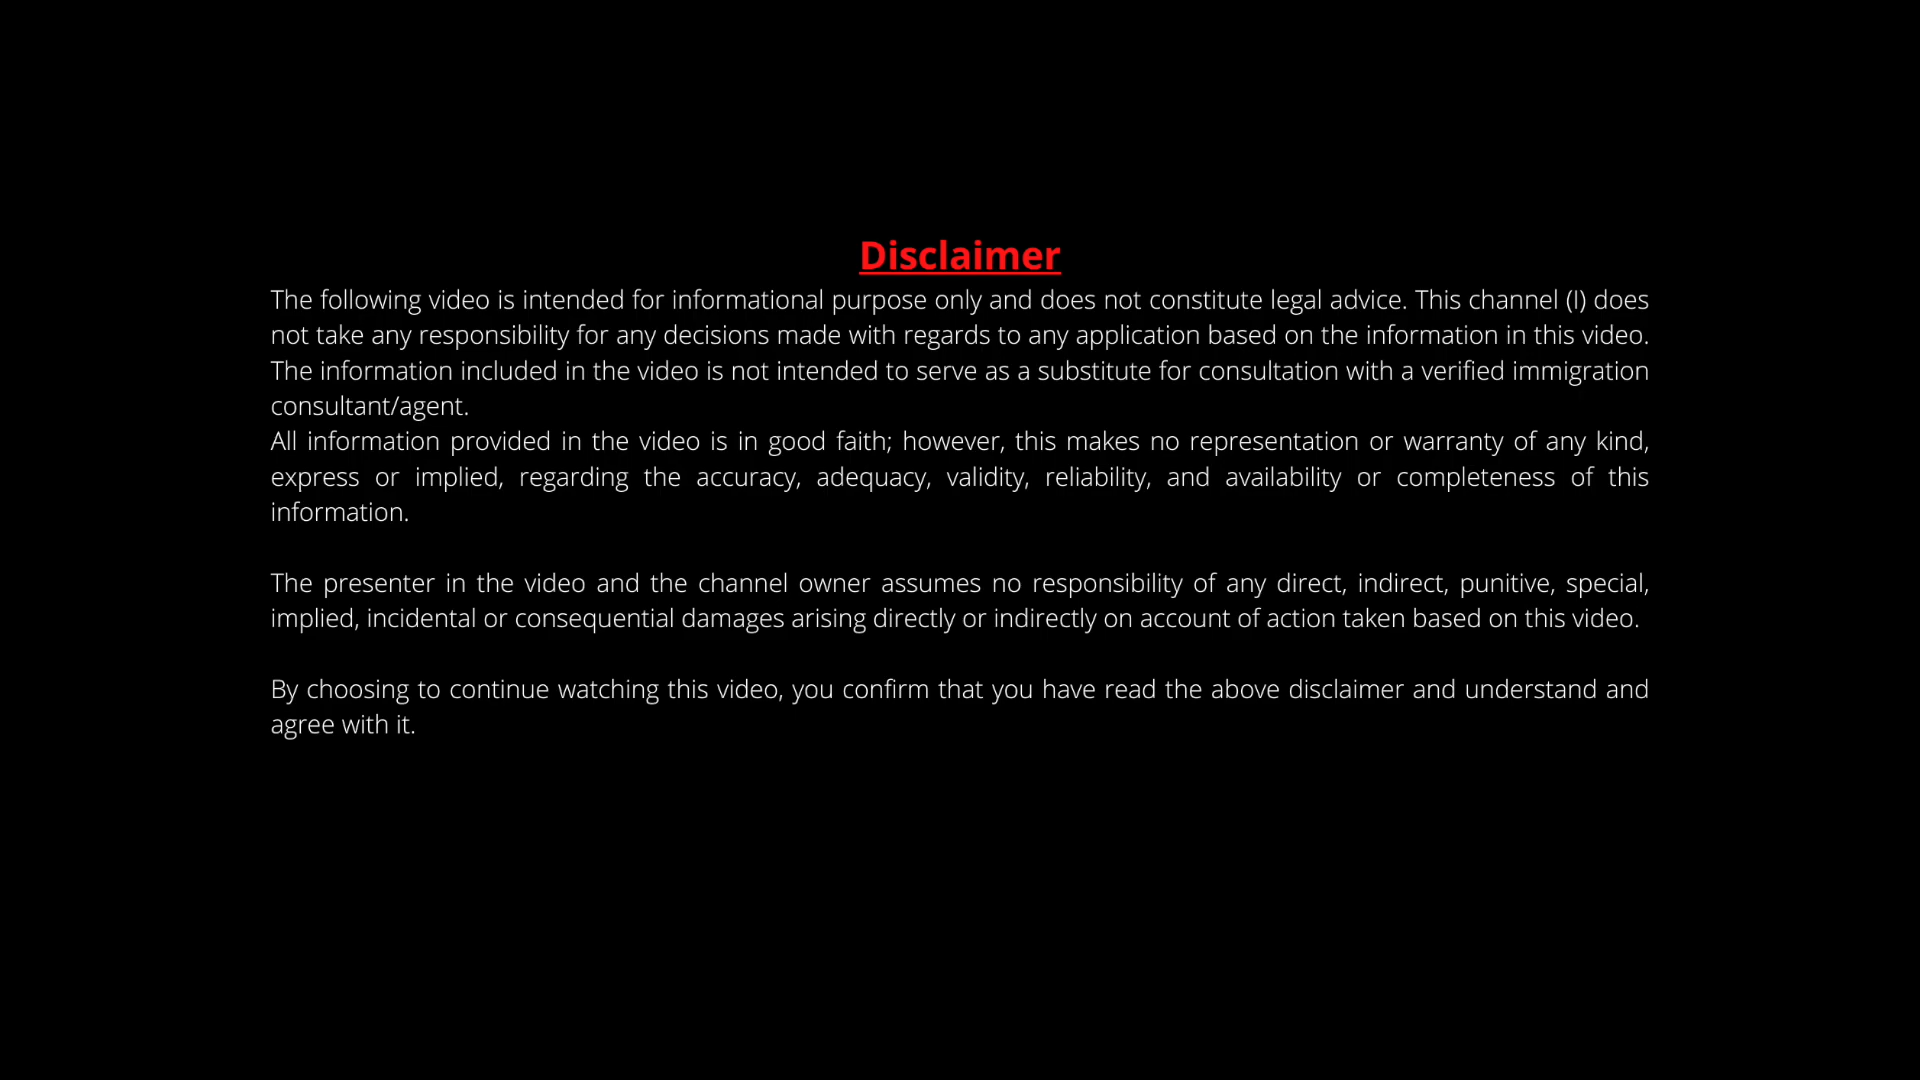 Disclaimer
The following video is intended for informational purpose only and does not constitute legal advice. This channel (I) does
not take any responsibility for any decisions made with regards to any application based on the information in this video.
The information included in the video is not intended to serve as a substitute for consultation with a verified immigration
consultant/agent.
All information provided in the video is in good faith; however, this makes no representation or warranty of any kind,
express or implied, regarding the accuracy, adequacy, validity, reliability, and availability or completeness of this
information.
The presenter in the video and the channel owner assumes no responsibility of any direct, indirect, punitive, special,
implied, incidental or consequential damages arising directly or indirectly on account of action taken based on this video.
By choosing to continue watching this video, you confirm that you have read the above disclaimer and understand and
agree with it.